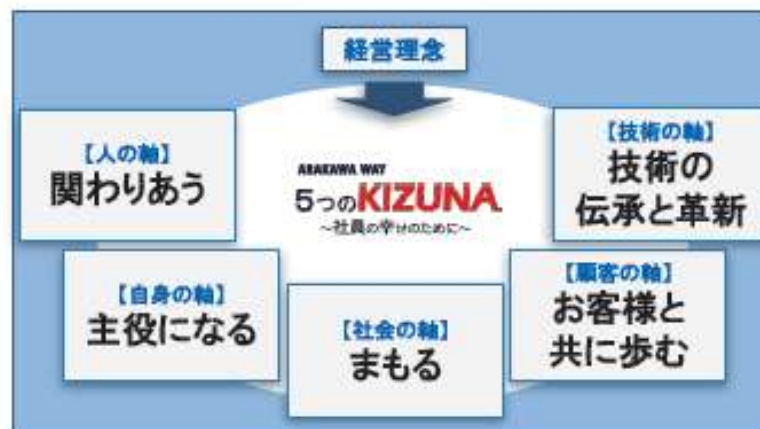 経営理念
【人の軸】
関わりあう
ARAKAWA WAY
5つのKIZUNA
~社員の幸せのために~
【技術の軸】
技術の
伝承と革新
【自身の軸】
主役になる
【社会の軸】
まもる
【顧客の軸】
お客様と
共に歩む